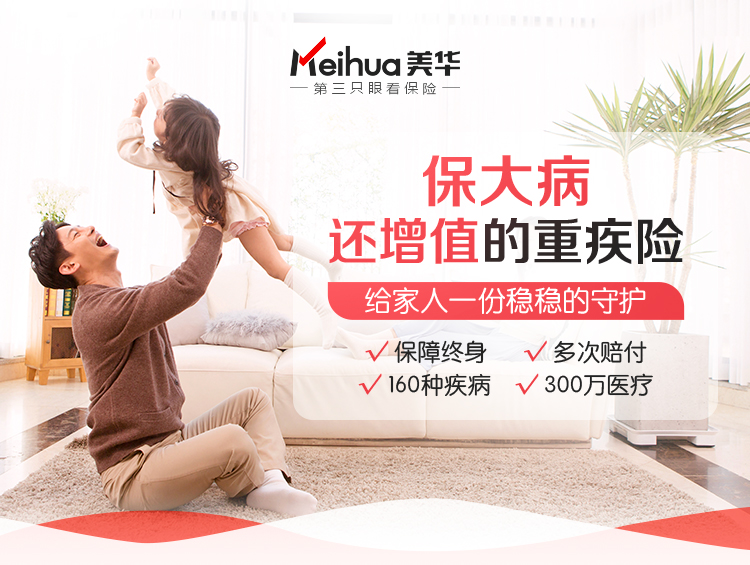 Meihua 美华
第三只眼看保险
保大病
还增值的重疾险
给家人一份稳稳的守护
保障终身 多次赔付
160种疾病 300万医疗